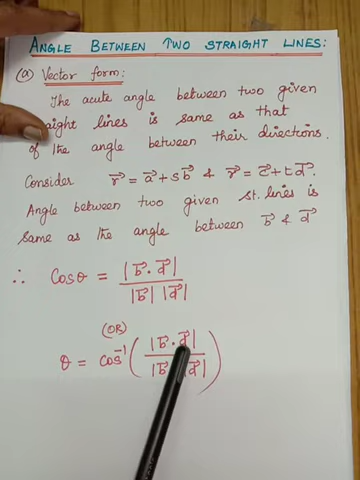 ANGLE BETWEEN TWO STRAIGHT LINES:
(a) Vector form:
The acute angle between two given
aight lines is same as that
of the angle between their directions.
Consider r⃗ = a⃗ + s b⃗ & r⃗ = c⃗ + t d⃗.
Angle between two given st. lines is
same as the angle between b⃗ & d⃗
∴ Cos θ = |b⃗ · d⃗| / |b⃗| |d⃗|
(OR)
θ = cos⁻¹ ( |b⃗ · d⃗| / |b⃗| |d⃗| )